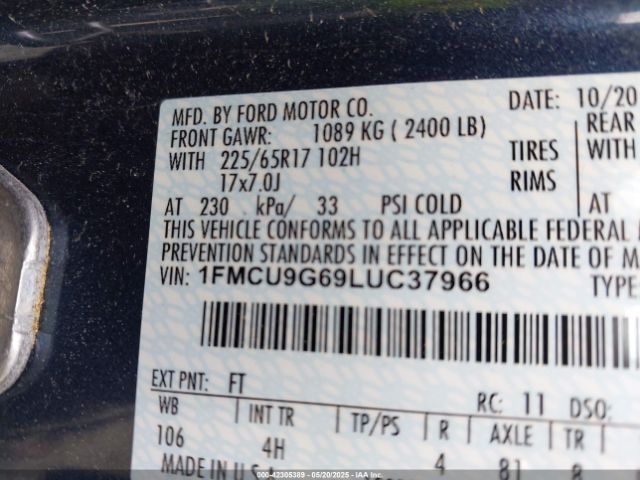 MFD. BY FORD MOTOR CO. DATE: 10/20
FRONT GAWR: 1089 KG ( 2400 LB) REAR
WITH 225/65R17 102H TIRES WITH
17x7.0J RIMS
AT 230 kPa/ 33 PSI COLD AT
THIS VEHICLE CONFORMS TO ALL APPLICABLE FEDERAL
PREVENTION STANDARDS IN EFFECT ON THE DATE OF
VIN: 1FMCU9G69LUC37966 TYPE:
EXT PNT: FT RC: 11 DSO:
WB INT TR TP/PS R AXLE TR
106 4H 4 81 8
MADE IN U.S.
© COPYRIGHT 000-42305389 (05/20/2025) IAA